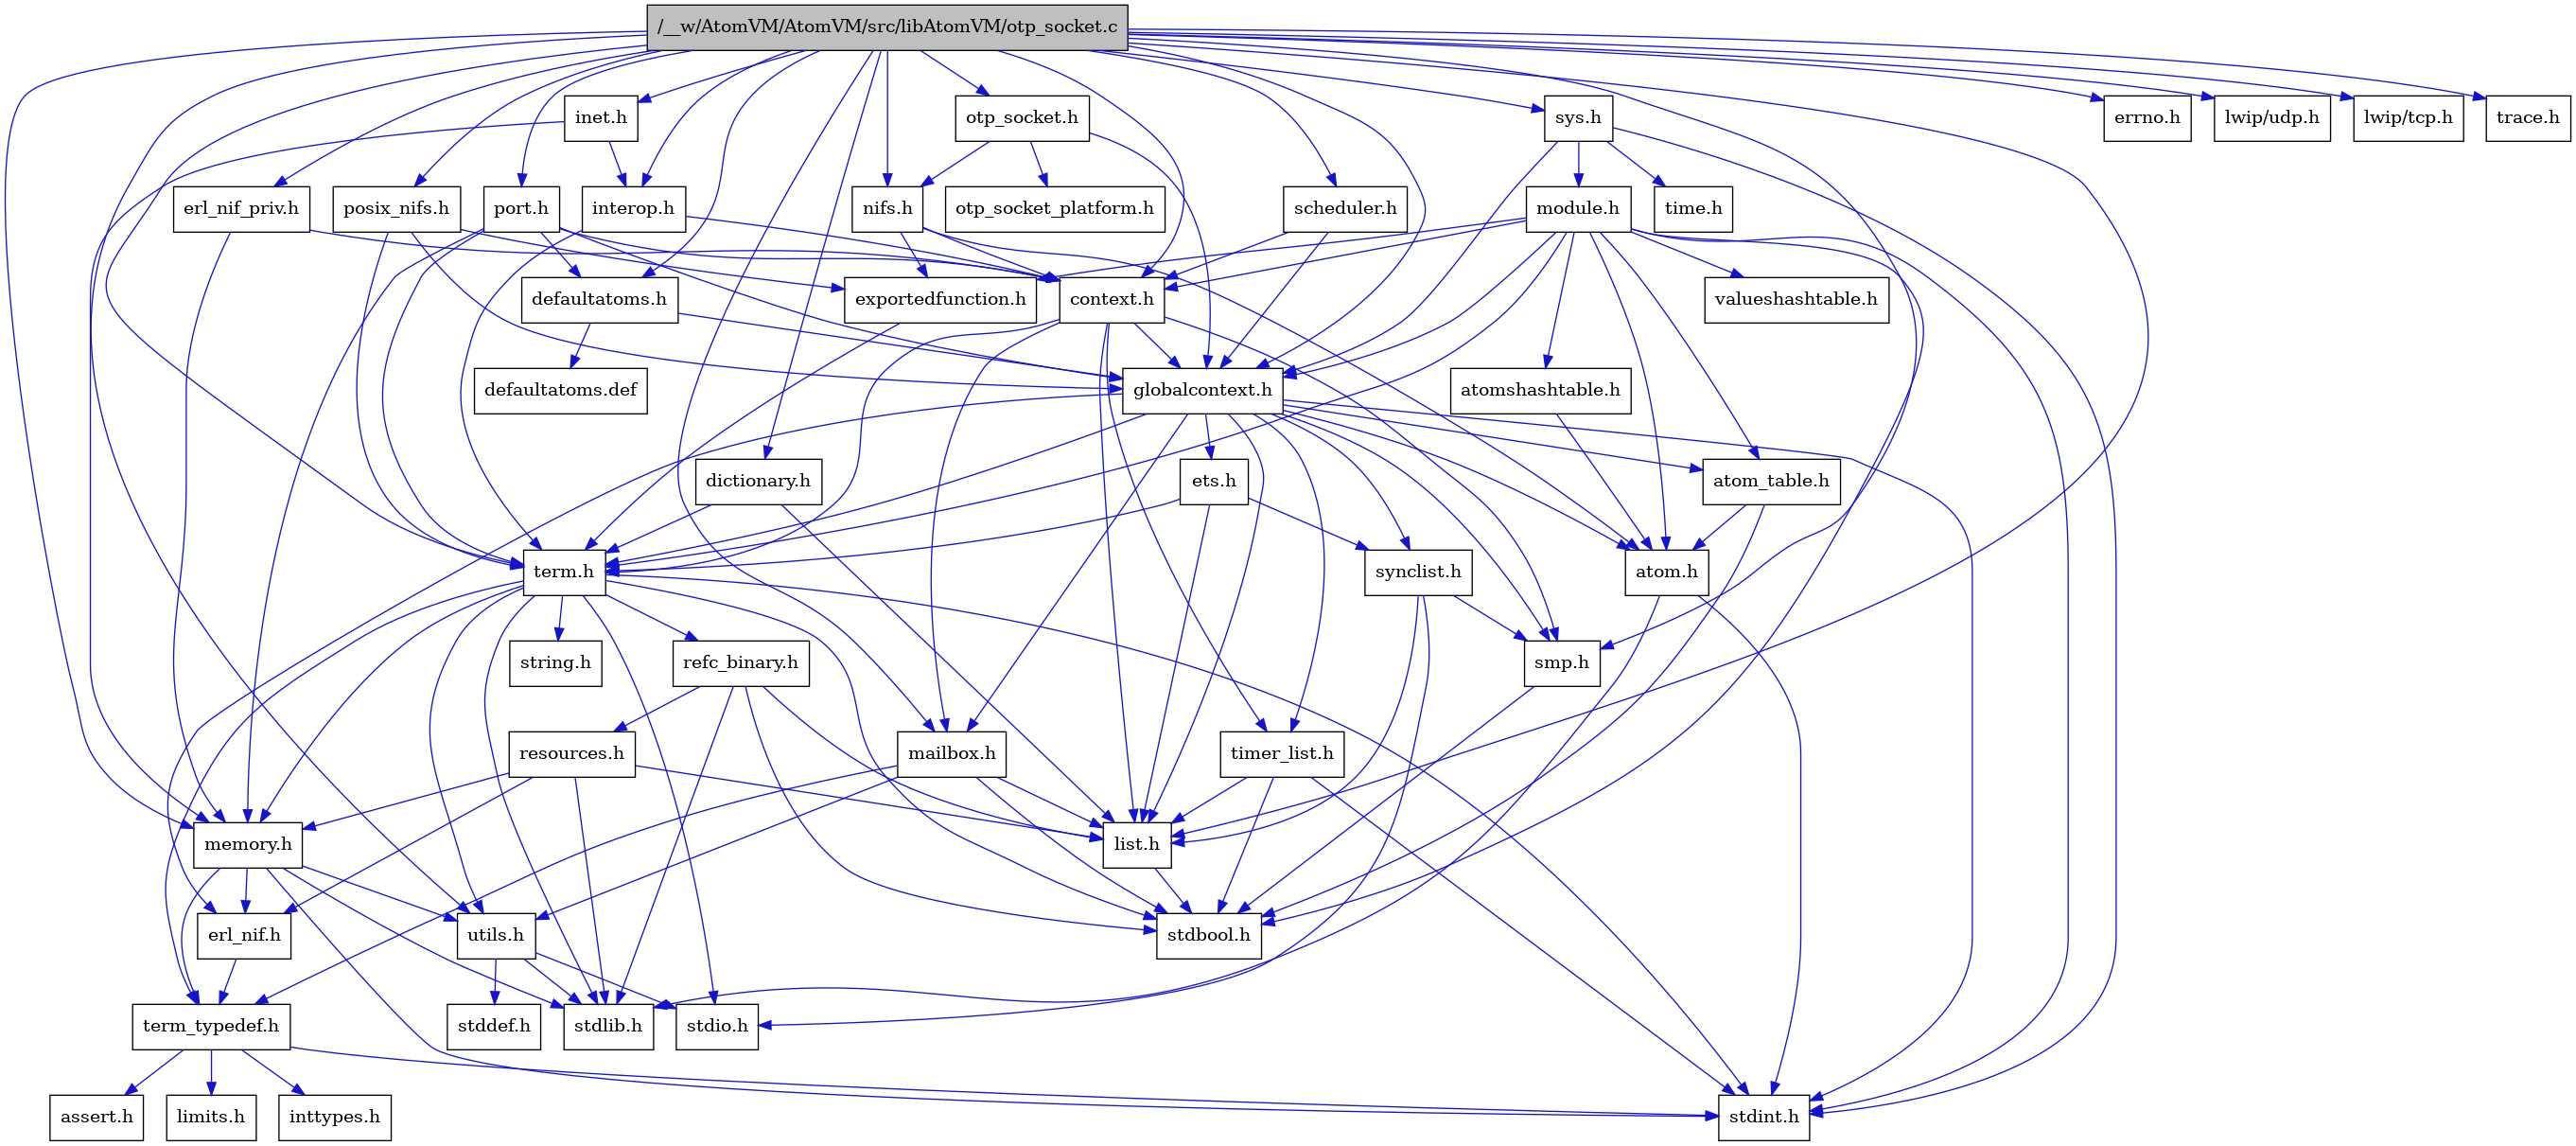 /__w/AtomVM/AtomVM/src/libAtomVM/otp_socket.c
inet.h
otp_socket.h
sys.h
errno.h
lwip/udp.h
lwip/tcp.h
trace.h
erl_nif_priv.h
posix_nifs.h
port.h
interop.h
nifs.h
otp_socket_platform.h
scheduler.h
module.h
time.h
defaultatoms.h
exportedfunction.h
context.h
valueshashtable.h
defaultatoms.def
globalcontext.h
atomshashtable.h
dictionary.h
ets.h
atom_table.h
term.h
synclist.h
atom.h
string.h
refc_binary.h
smp.h
resources.h
mailbox.h
timer_list.h
memory.h
list.h
erl_nif.h
utils.h
stdbool.h
term_typedef.h
stddef.h
stdlib.h
stdio.h
assert.h
limits.h
inttypes.h
stdint.h